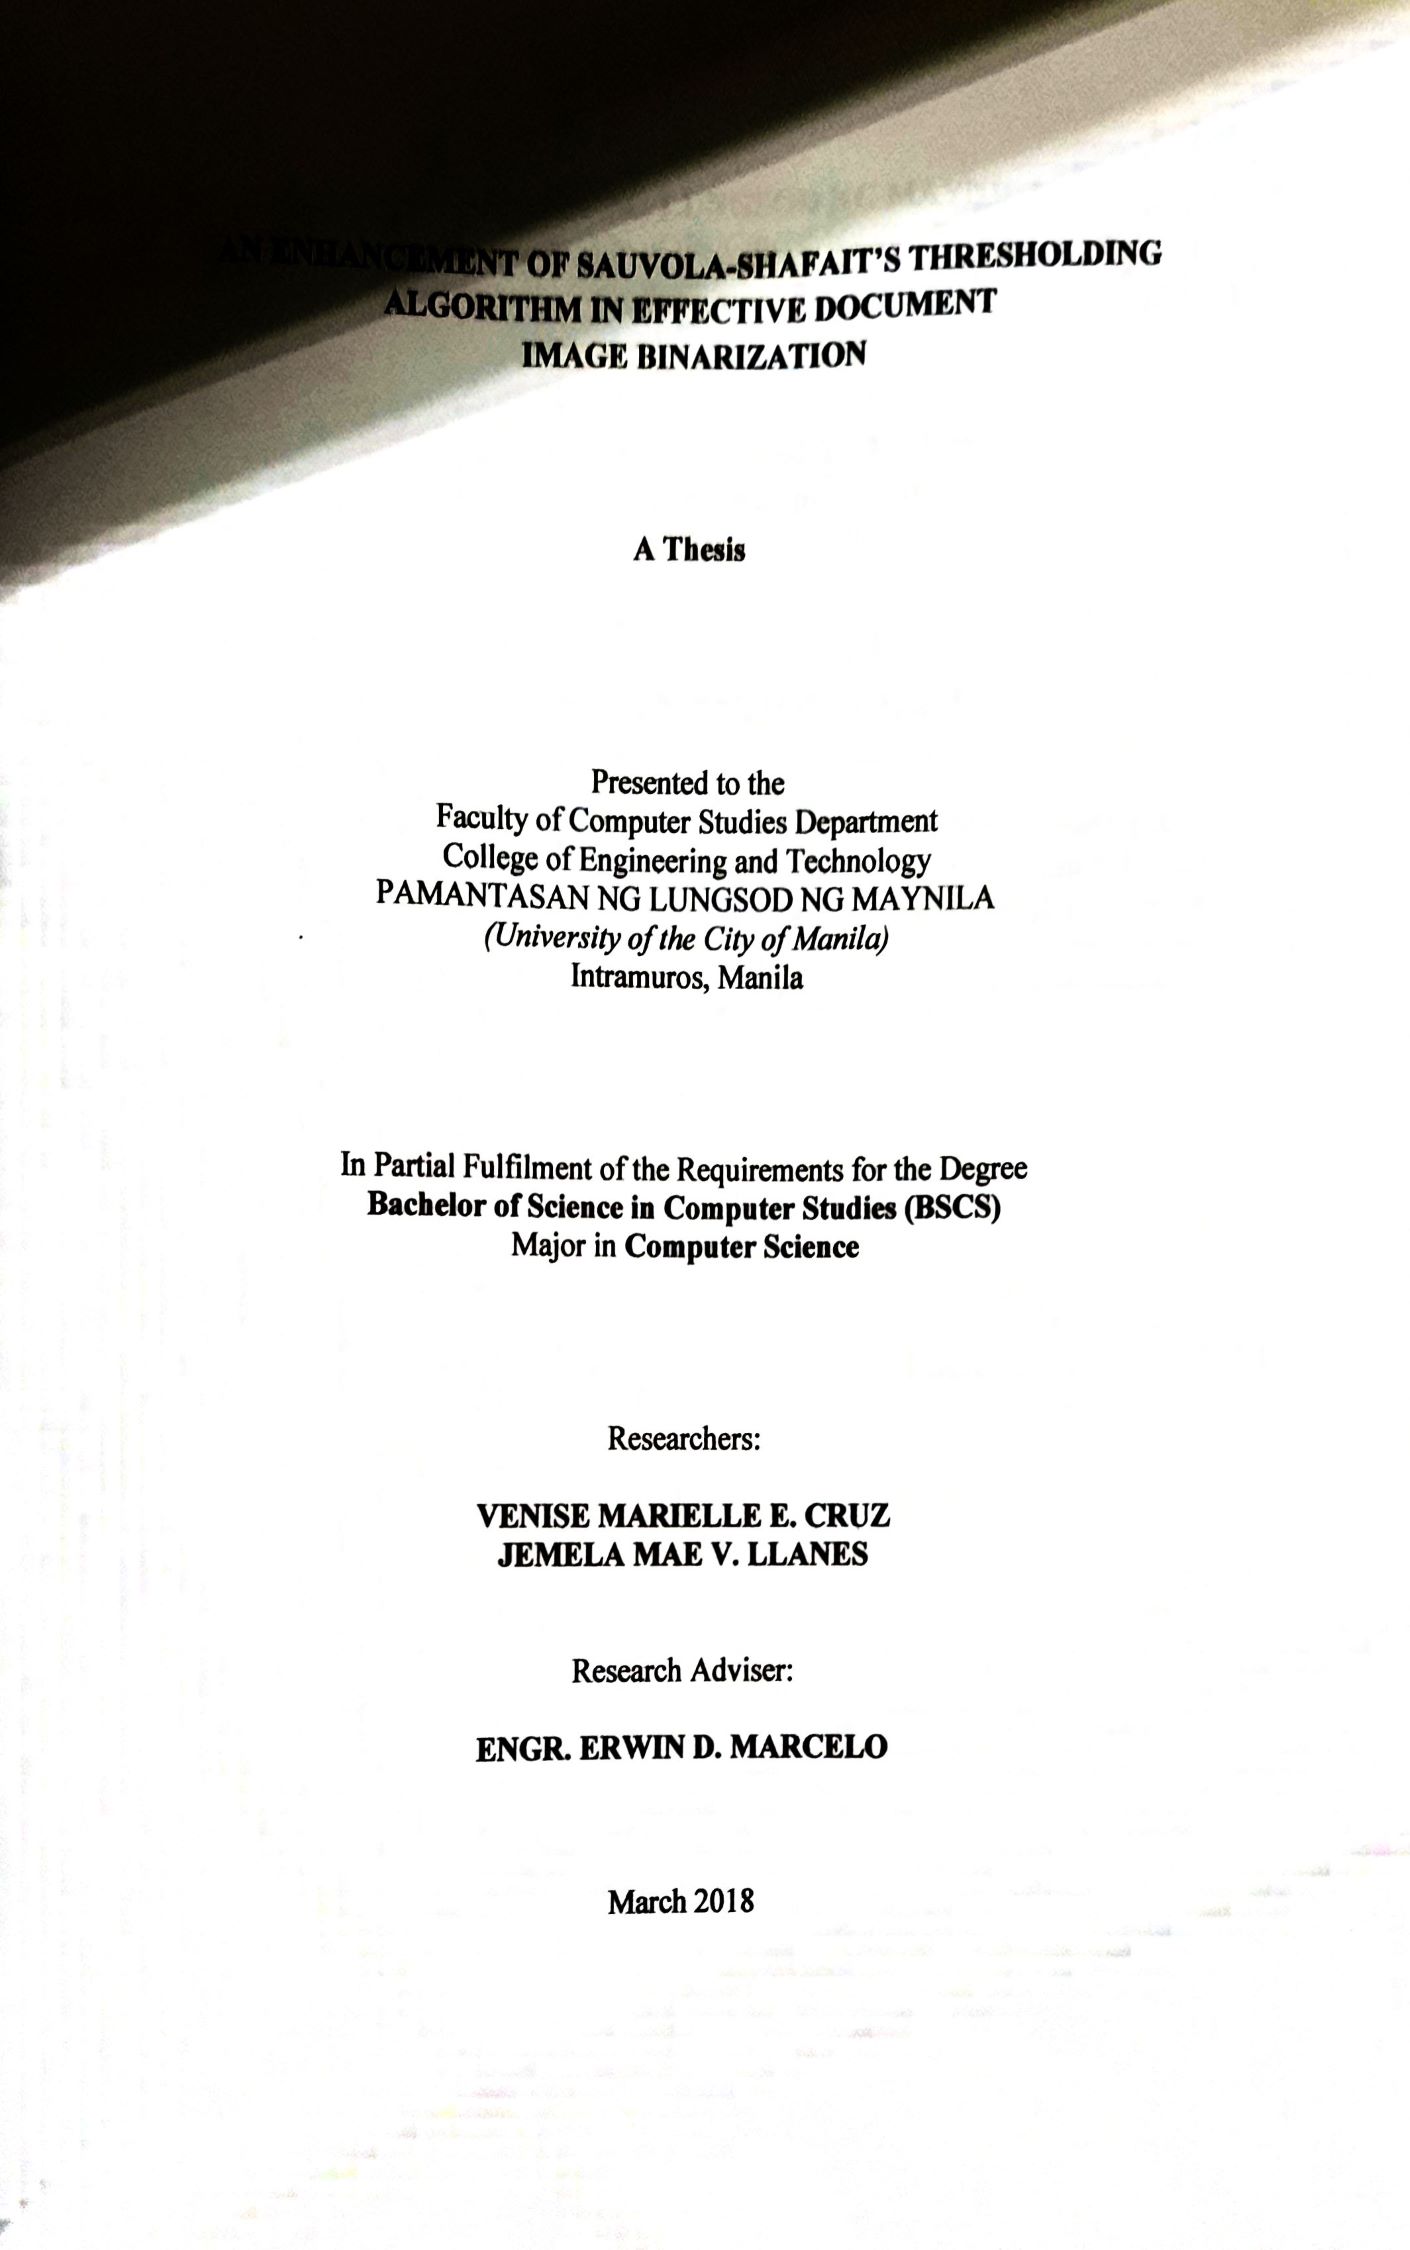 AN ENHANCEMENT OF SAUVOLA-SHAFAIT'S THRESHOLDING
ALGORITHM IN EFFECTIVE DOCUMENT
IMAGE BINARIZATION
A Thesis
Presented to the
Faculty of Computer Studies Department
College of Engineering and Technology
PAMANTASAN NG LUNGSOD NG MAYNILA
(University of the City of Manila)
Intramuros, Manila
In Partial Fulfilment of the Requirements for the Degree
Bachelor of Science in Computer Studies (BSCS)
Major in Computer Science
Researchers:
VENISE MARIELLE E. CRUZ
JEMELA MAE V. LLANES
Research Adviser:
ENGR. ERWIN D. MARCELO
March 2018